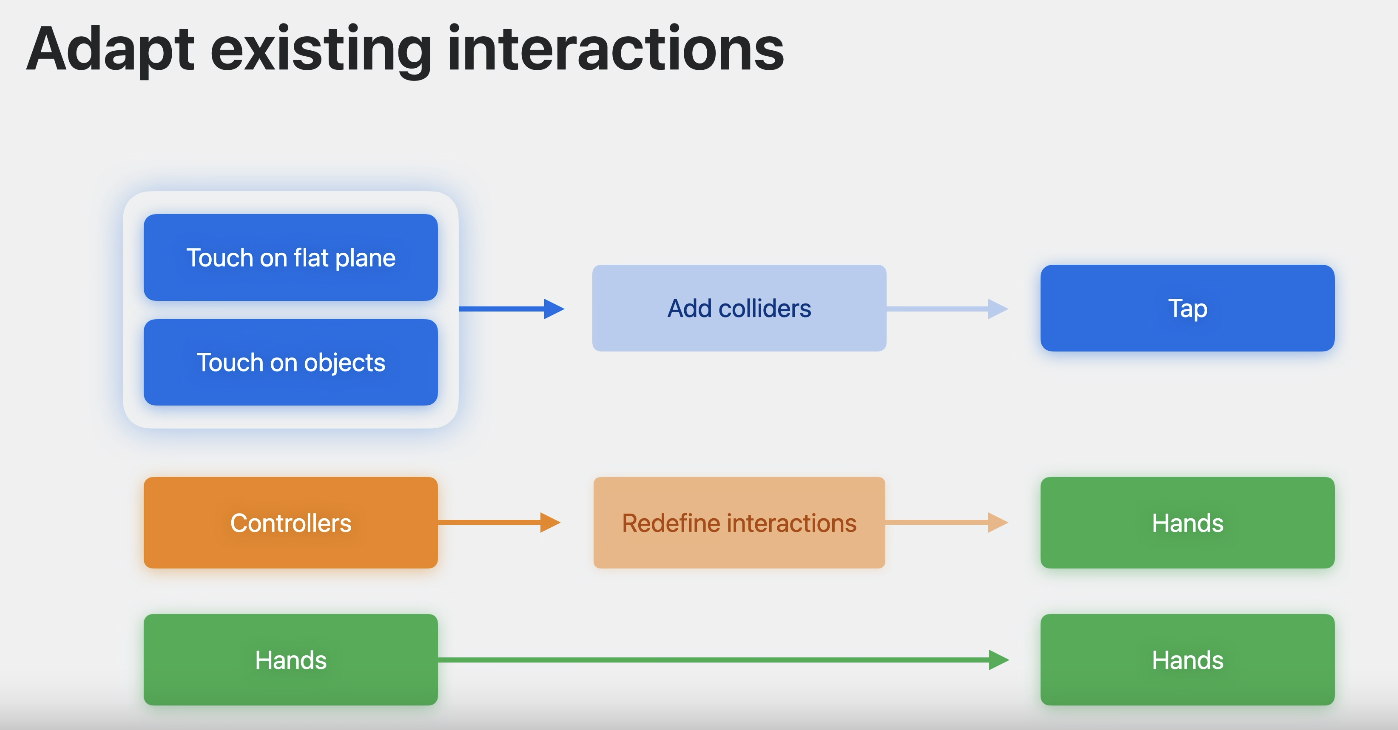 Adapt existing interactions
Touch on flat plane
Touch on objects
Add colliders
Tap
Controllers
Redefine interactions
Hands
Hands
Hands